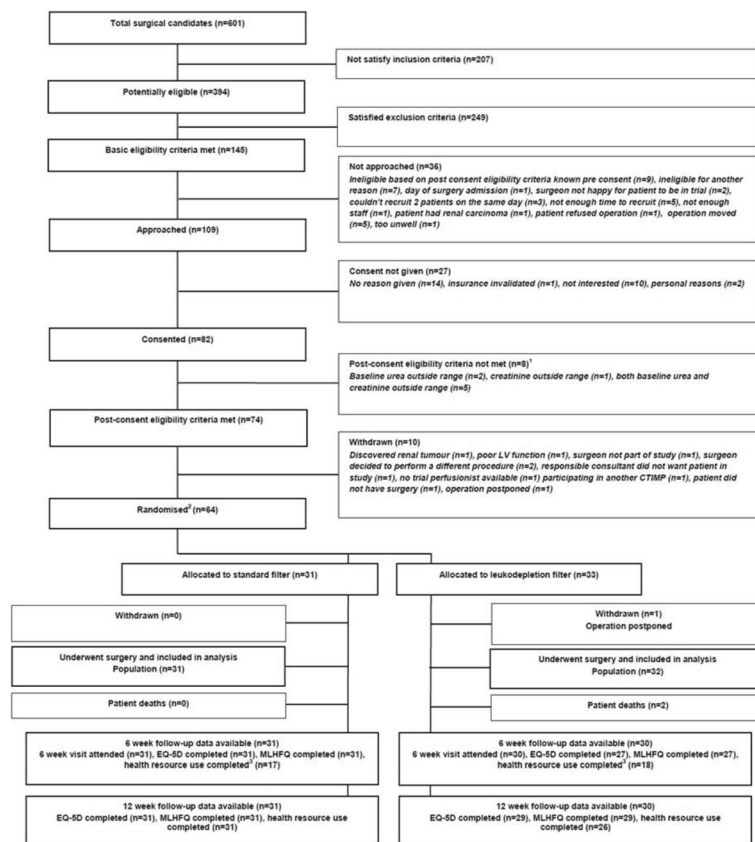 Total surgical candidates (n=601)
Not satisfy inclusion criteria (n=207)
Potentially eligible (n=394)
Satisfied exclusion criteria (n=249)
Basic eligibility criteria met (n=145)
Not approached (n=36)
Ineligible based on post consent eligibility criteria known pre consent (n=9), ineligible for another
reason (n=7), day of surgery admission (n=1), surgeon not happy for patient to be in trial (n=2),
couldn't recruit 2 patients on the same day (n=3), not enough time to recruit (n=5), not enough
staff (n=1), patient had renal carcinoma (n=1), patient refused operation (n=1), operation moved
(n=5), too unwell (n=1)
Approached (n=109)
Consent not given (n=27)
No reason given (n=14), insurance invalidated (n=1), not interested (n=10), personal reasons (n=2)
Consented (n=82)
Post-consent eligibility criteria not met (n=8)¹
Baseline urea outside range (n=2), creatinine outside range (n=1), both baseline urea and
creatinine outside range (n=5)
Post-consent eligibility criteria met (n=74)
Withdrawn (n=10)
Discovered renal tumour (n=1), poor LV function (n=1), surgeon not part of study (n=1), surgeon
decided to perform a different procedure (n=2), responsible consultant did not want patient in
study (n=1), no trial perfusionist available (n=1) participating in another CTIMP (n=1), patient did
not have surgery (n=1), operation postponed (n=1)
Randomised² (n=64)
Allocated to standard filter (n=31)
Allocated to leukodepletion filter (n=33)
Withdrawn (n=0)
Withdrawn (n=1)
Operation postponed
Underwent surgery and included in analysis
Population (n=31)
Underwent surgery and included in analysis
Population (n=32)
Patient deaths (n=0)
Patient deaths (n=2)
6 week follow-up data available (n=31)
6 week visit attended (n=31), EQ-5D completed (n=31), MLHFQ completed (n=31),
health resource use completed³ (n=17)
6 week follow-up data available (n=30)
6 week visit attended (n=30), EQ-5D completed (n=27), MLHFQ completed (n=27),
health resource use completed³ (n=18)
12 week follow-up data available (n=31)
EQ-5D completed (n=31), MLHFQ completed (n=31), health resource use
completed (n=31)
12 week follow-up data available (n=30)
EQ-5D completed (n=29), MLHFQ completed (n=29), health resource use
completed (n=26)